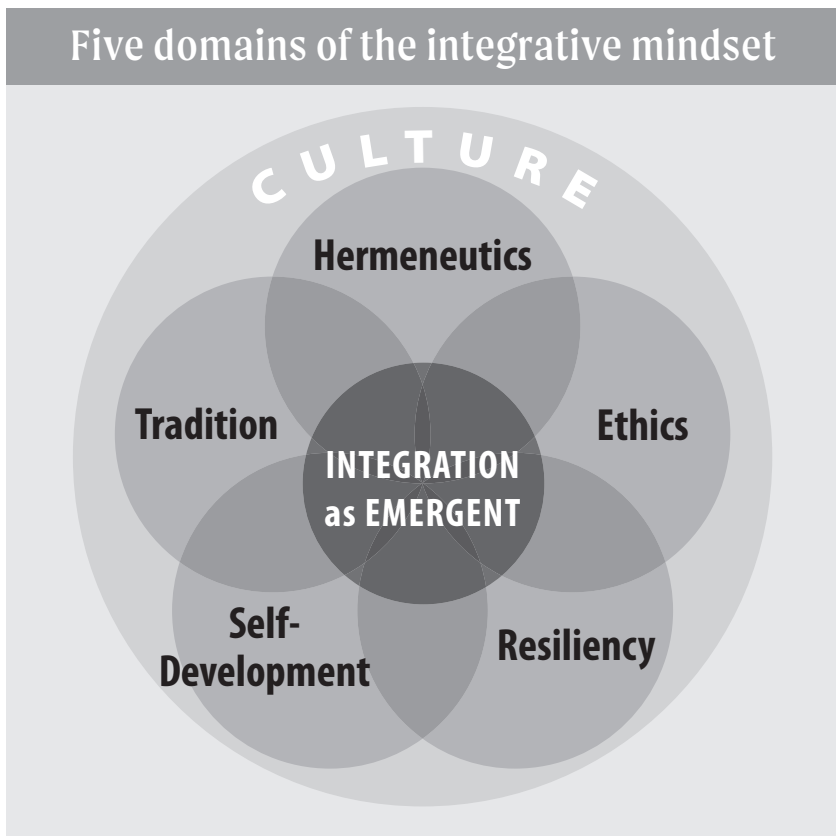 Five domains of the integrative mindset
CULTURE
Hermeneutics
Tradition
Ethics
INTEGRATION
as EMERGENT
Self-
Development
Resiliency